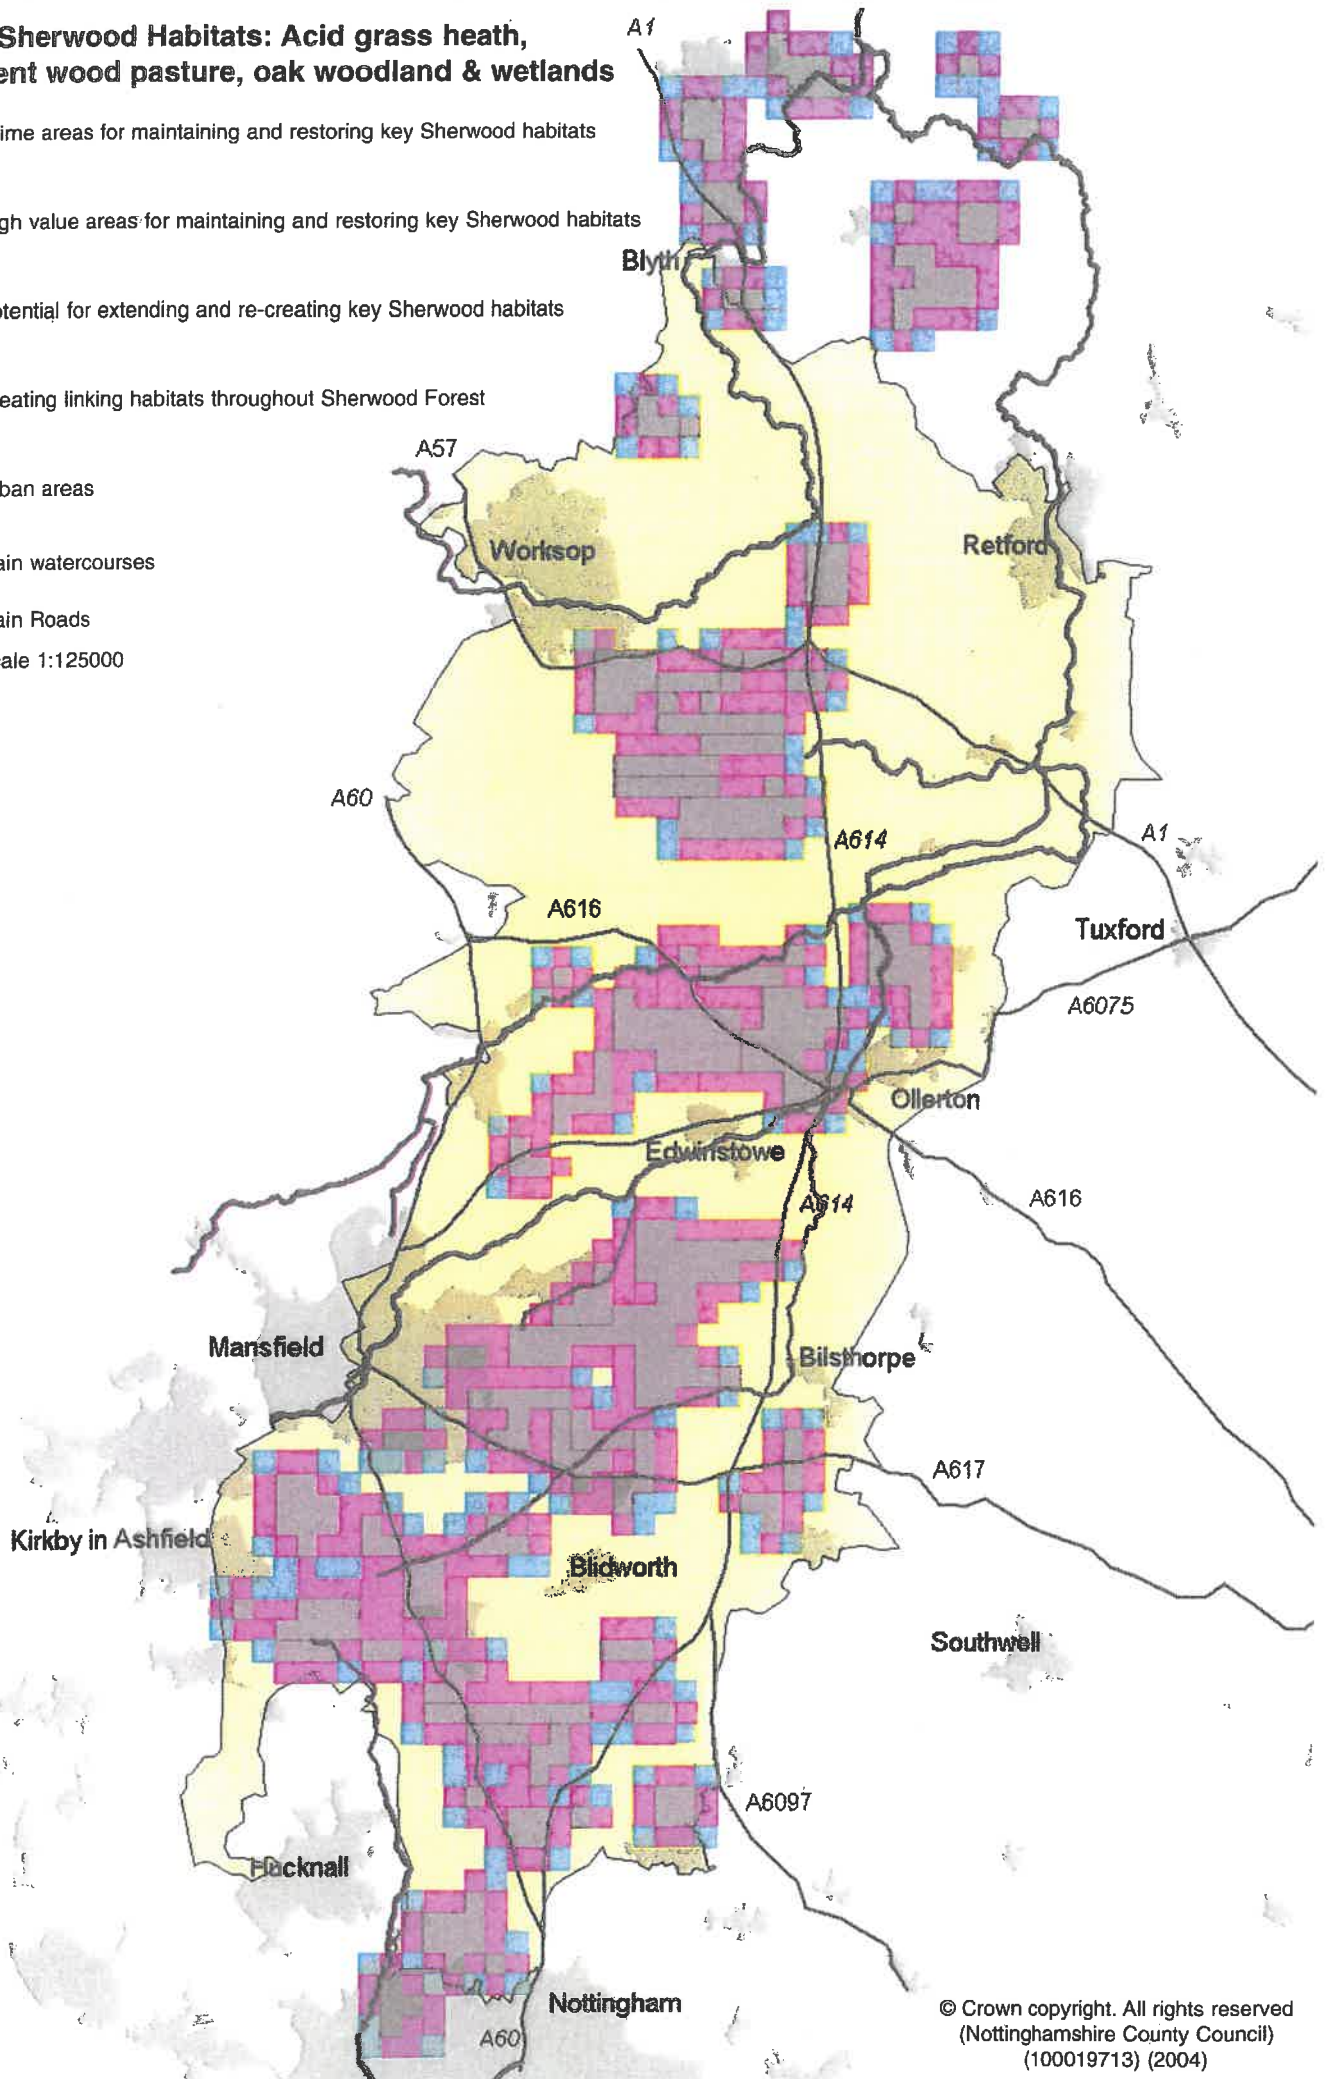 Sherwood Habitats: Acid grass heath,
ent wood pasture, oak woodland & wetlands
ime areas for maintaining and restoring key Sherwood habitats
gh value areas for maintaining and restoring key Sherwood habitats
otential for extending and re-creating key Sherwood habitats
eating linking habitats throughout Sherwood Forest
ban areas
ain watercourses
ain Roads
ale 1:125000
A1
Blyth
A57
Worksop
Retford
A60
A614
A1
A616
Tuxford
A6075
Ollerton
Edwinstowe
A614
A616
Mansfield
Bilsthorpe
A617
Kirkby in Ashfield
Blidworth
Southwell
A6097
Hucknall
Nottingham
A60
© Crown copyright. All rights reserved
(Nottinghamshire County Council)
(100019713) (2004)